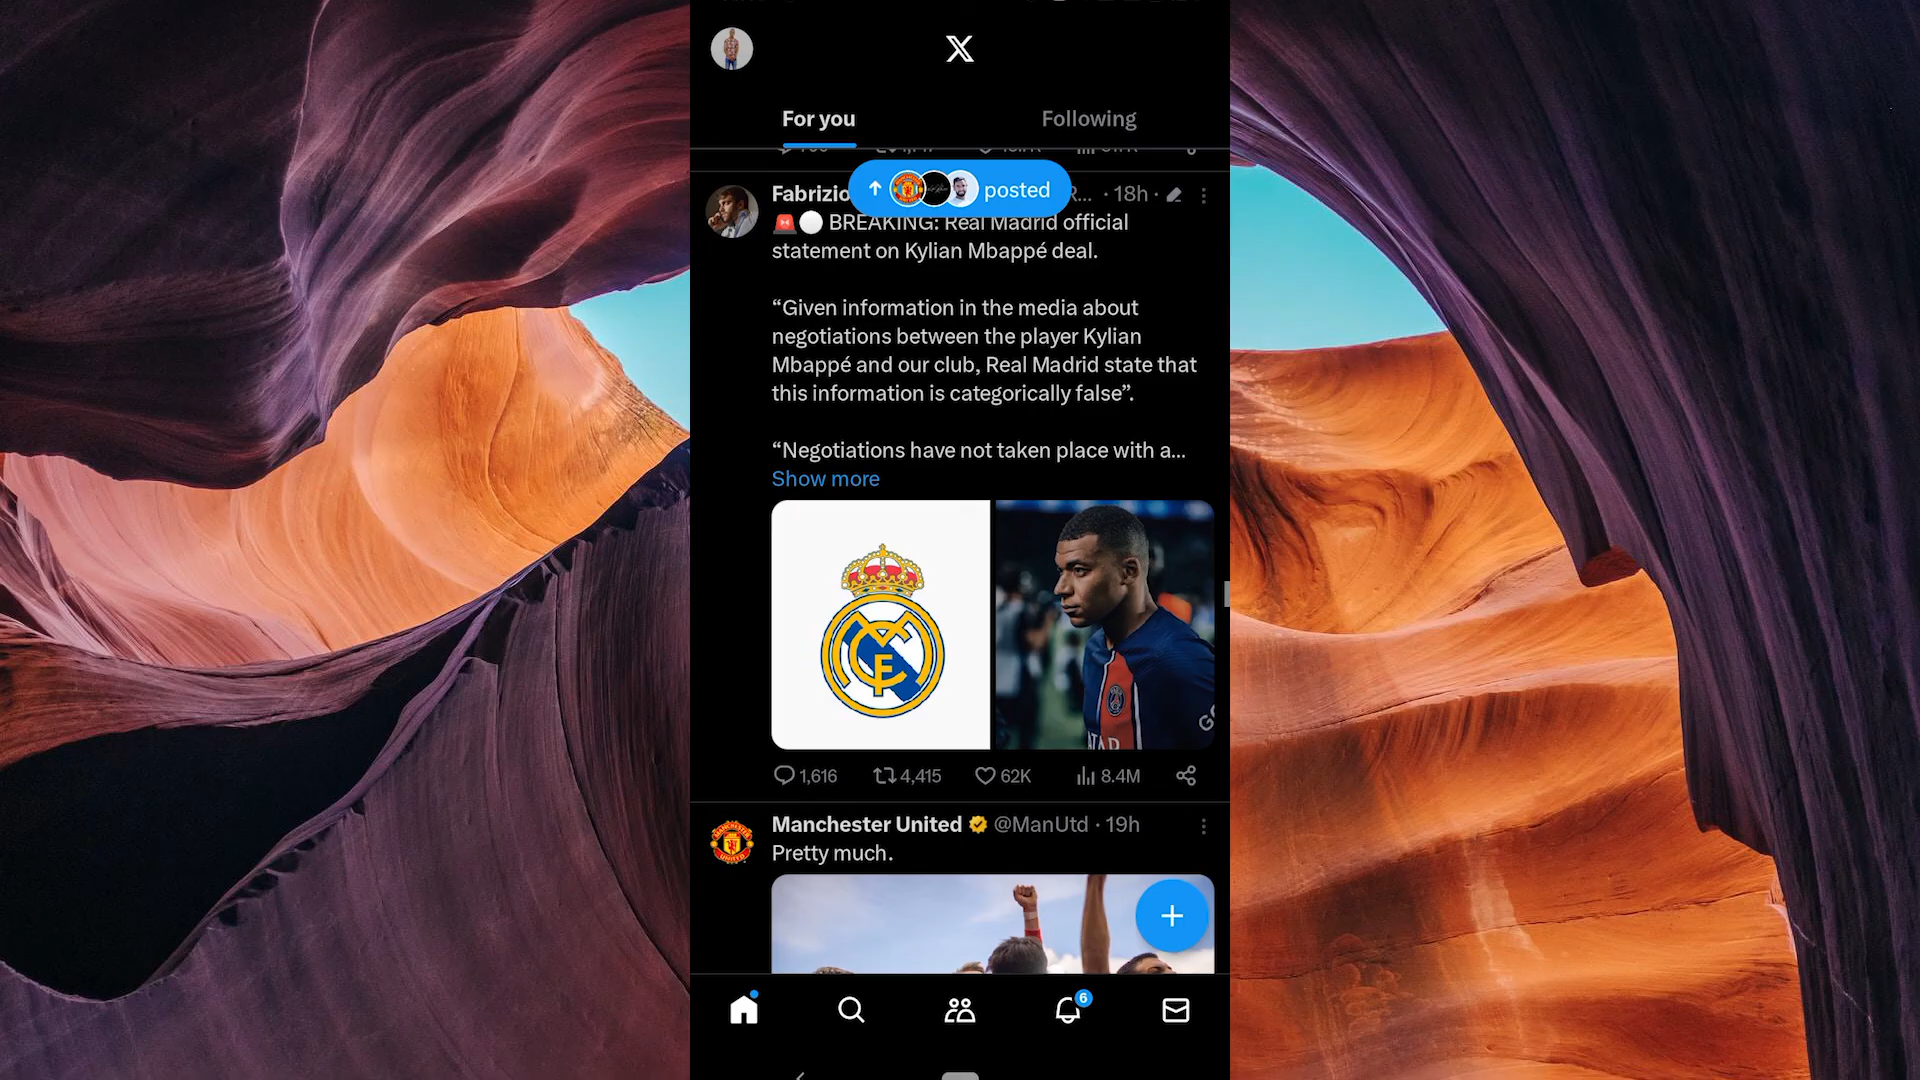 For you
Following
posted
Fabrizio
R... · 18h ·
🚨⚪ BREAKING: Real Madrid official
statement on Kylian Mbappé deal.
“Given information in the media about
negotiations between the player Kylian
Mbappé and our club, Real Madrid state that
this information is categorically false”.
“Negotiations have not taken place with a...
Show more
1,616
4,415
62K
8.4M
Manchester United @ManUtd · 19h
Pretty much.
6